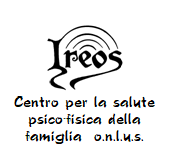 Ireos
Centro per la salute
psico-fisica della
famiglia o.n.l.u.s.